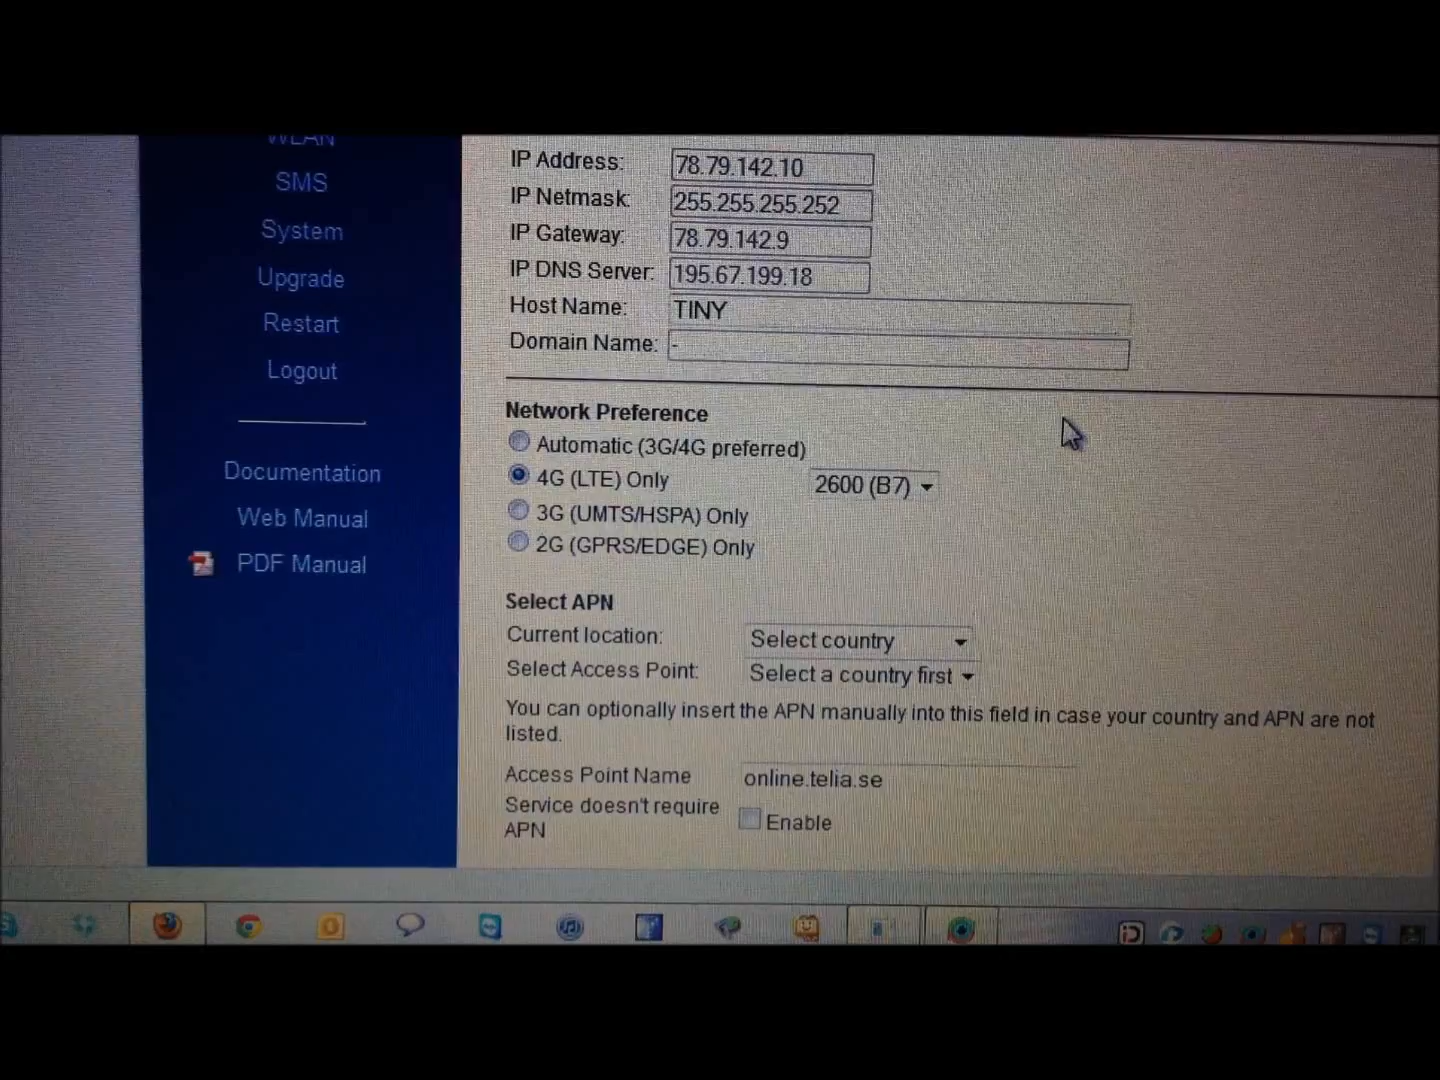 WLAN
SMS
System
Upgrade
Restart
Logout
Documentation
Web Manual
PDF Manual
IP Address: 78.79.142.10
IP Netmask: 255.255.255.252
IP Gateway: 78.79.142.9
IP DNS Server: 195.67.199.18
Host Name: TINY
Domain Name: -
Network Preference
Automatic (3G/4G preferred)
4G (LTE) Only 2600 (B7)
3G (UMTS/HSPA) Only
2G (GPRS/EDGE) Only
Select APN
Current location: Select country
Select Access Point: Select a country first
You can optionally insert the APN manually into this field in case your country and APN are not
listed.
Access Point Name online.telia.se
Service doesn't require
APN
Enable